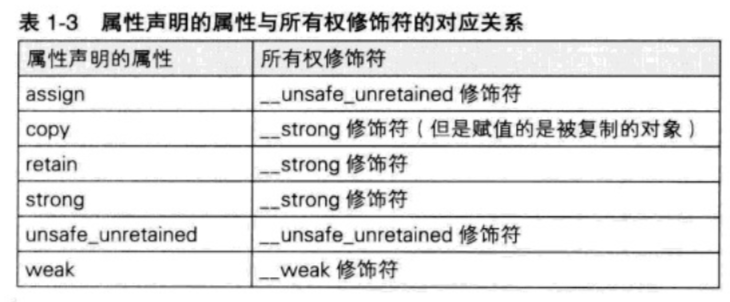 表 1-3 属性声明的属性与所有权修饰符的对应关系
属性声明的属性 所有权修饰符
assign __unsafe_unretained 修饰符
copy __strong 修饰符（但是赋值的是被复制的对象）
retain __strong 修饰符
strong __strong 修饰符
unsafe_unretained __unsafe_unretained 修饰符
weak __weak 修饰符